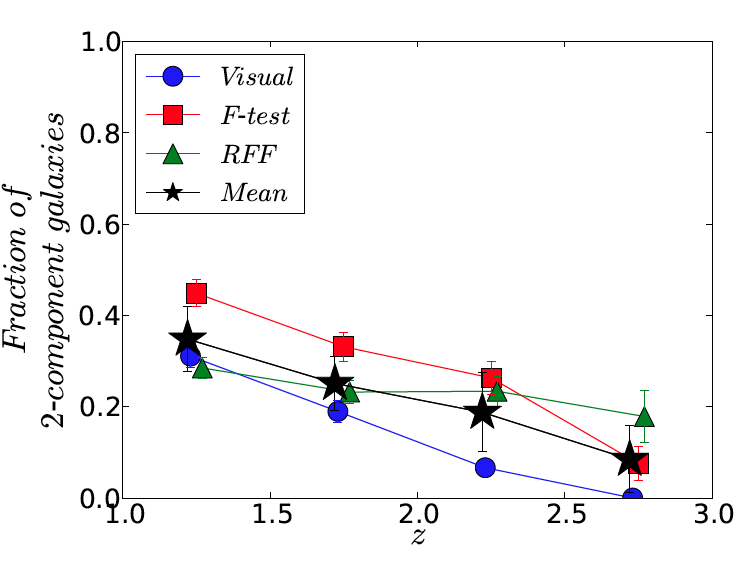 1.0
0.8
0.6
0.4
0.2
0.0
Fraction of
2-component galaxies
Visual
F-test
RFF
Mean
1.0 1.5 2.0 2.5 3.0
z